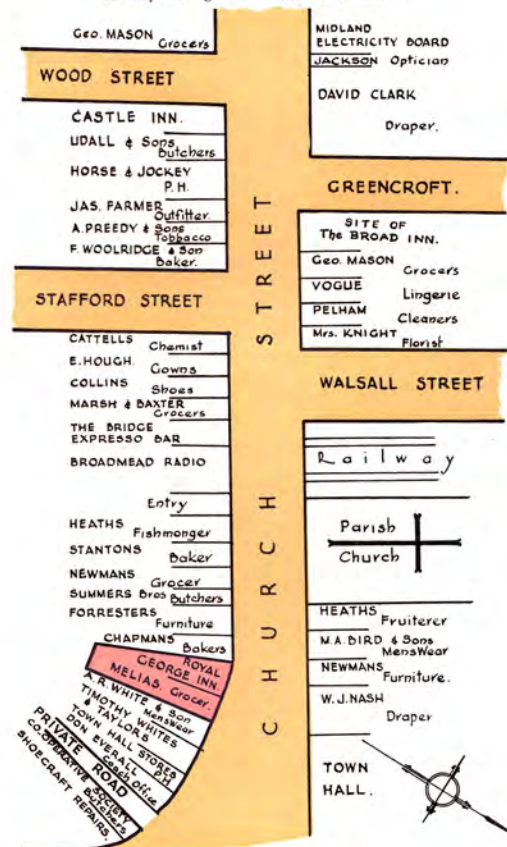 Geo. MASON
Grocers
WOOD STREET
CASTLE INN.
UDALL & Sons
Butchers
HORSE & JOCKEY
P.H.
JAS. FARMER
Outfitter.
A. PREEDY & Sons
Tobbacco
F. WOOLRIDGE & Son
Baker.
STAFFORD STREET
CATTELLS
Chemist
E. HOUGH.
Gowns
COLLINS
Shoes
MARSH & BAXTER
Grocers
THE BRIDGE
EXPRESSO BAR
BROADMEAD RADIO
Entry
HEATHS
Fishmonger
STANTONS
Baker
NEWMANS
Grocer
SUMMERS Bros
Butchers
FORRESTERS
Furniture
CHAPMANS
Bakers
ROYAL
GEORGE INN.
MELIAS. Grocer.
A.R. WHITE & Son
MensWear
TIMOTHY WHITES
& TAYLORS
TOWN HALL STORES
P.H
DON EVERALL
Coach office
PRIVATE ROAD
CO.OPERATIVE SOCIETY
Butchers
SHOECRAFT REPAIRS.
CHURCH STREET
MIDLAND
ELECTRICITY BOARD
JACKSON Optician
DAVID CLARK
Draper.
GREENCROFT.
SITE OF
The BROAD INN.
Geo. MASON
Grocers
VOGUE
Lingerie
PELHAM
Cleaners
Mrs. KNIGHT
Florist
WALSALL STREET
Railway
Parish
Church
HEATHS
Fruiterer
M.A. BIRD & Sons
MensWear
NEWMANS
Furniture.
W.J. NASH
Draper
TOWN
HALL.